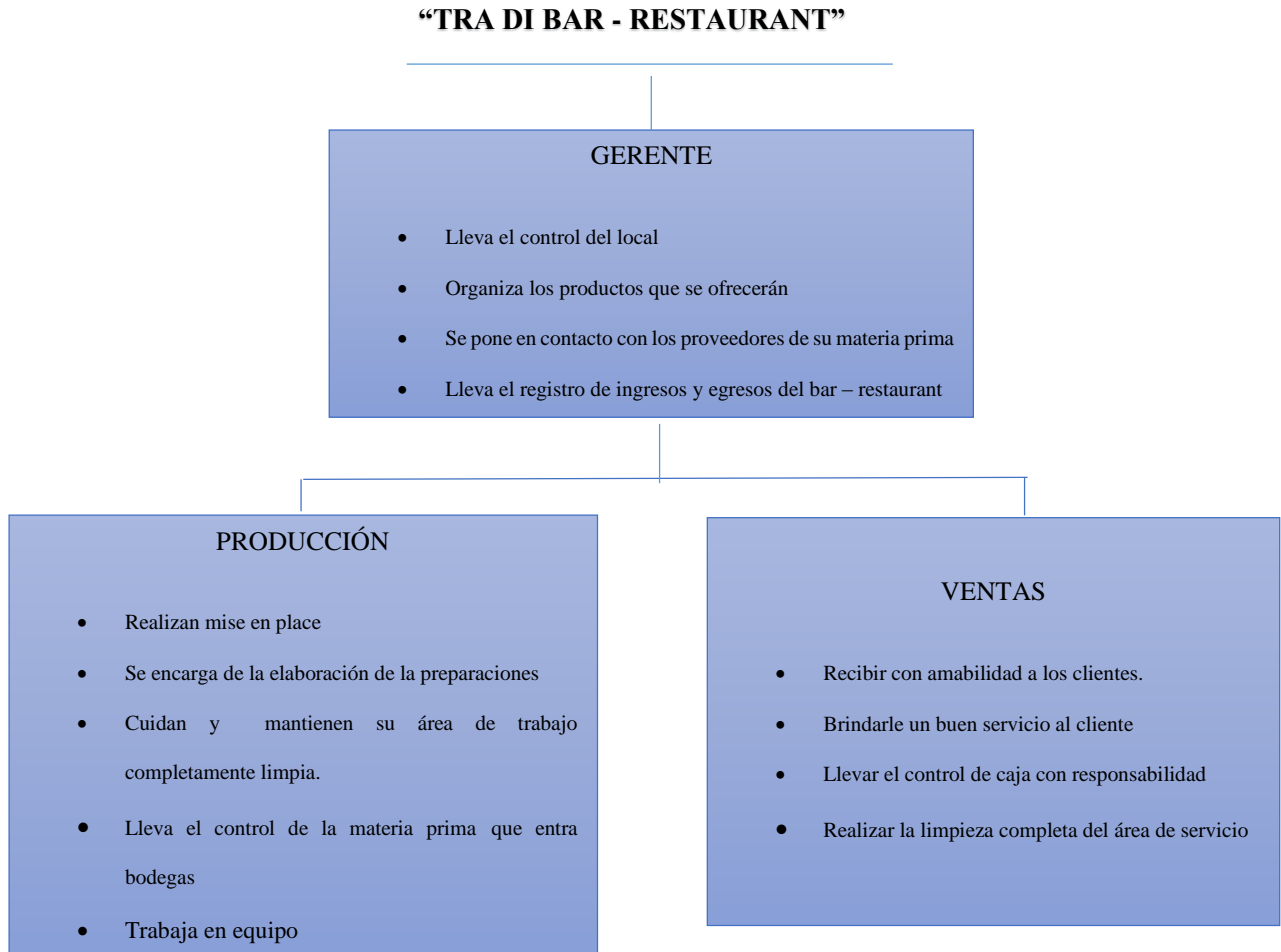 “TRA DI BAR - RESTAURANT”
GERENTE
• Lleva el control del local
• Organiza los productos que se ofrecerán
• Se pone en contacto con los proveedores de su materia prima
• Lleva el registro de ingresos y egresos del bar – restaurant
PRODUCCIÓN
• Realizan mise en place
• Se encarga de la elaboración de la preparaciones
• Cuidan y mantienen su área de trabajo
completamente limpia.
• Lleva el control de la materia prima que entra
bodegas
• Trabaja en equipo
VENTAS
• Recibir con amabilidad a los clientes.
• Brindarle un buen servicio al cliente
• Llevar el control de caja con responsabilidad
• Realizar la limpieza completa del área de servicio